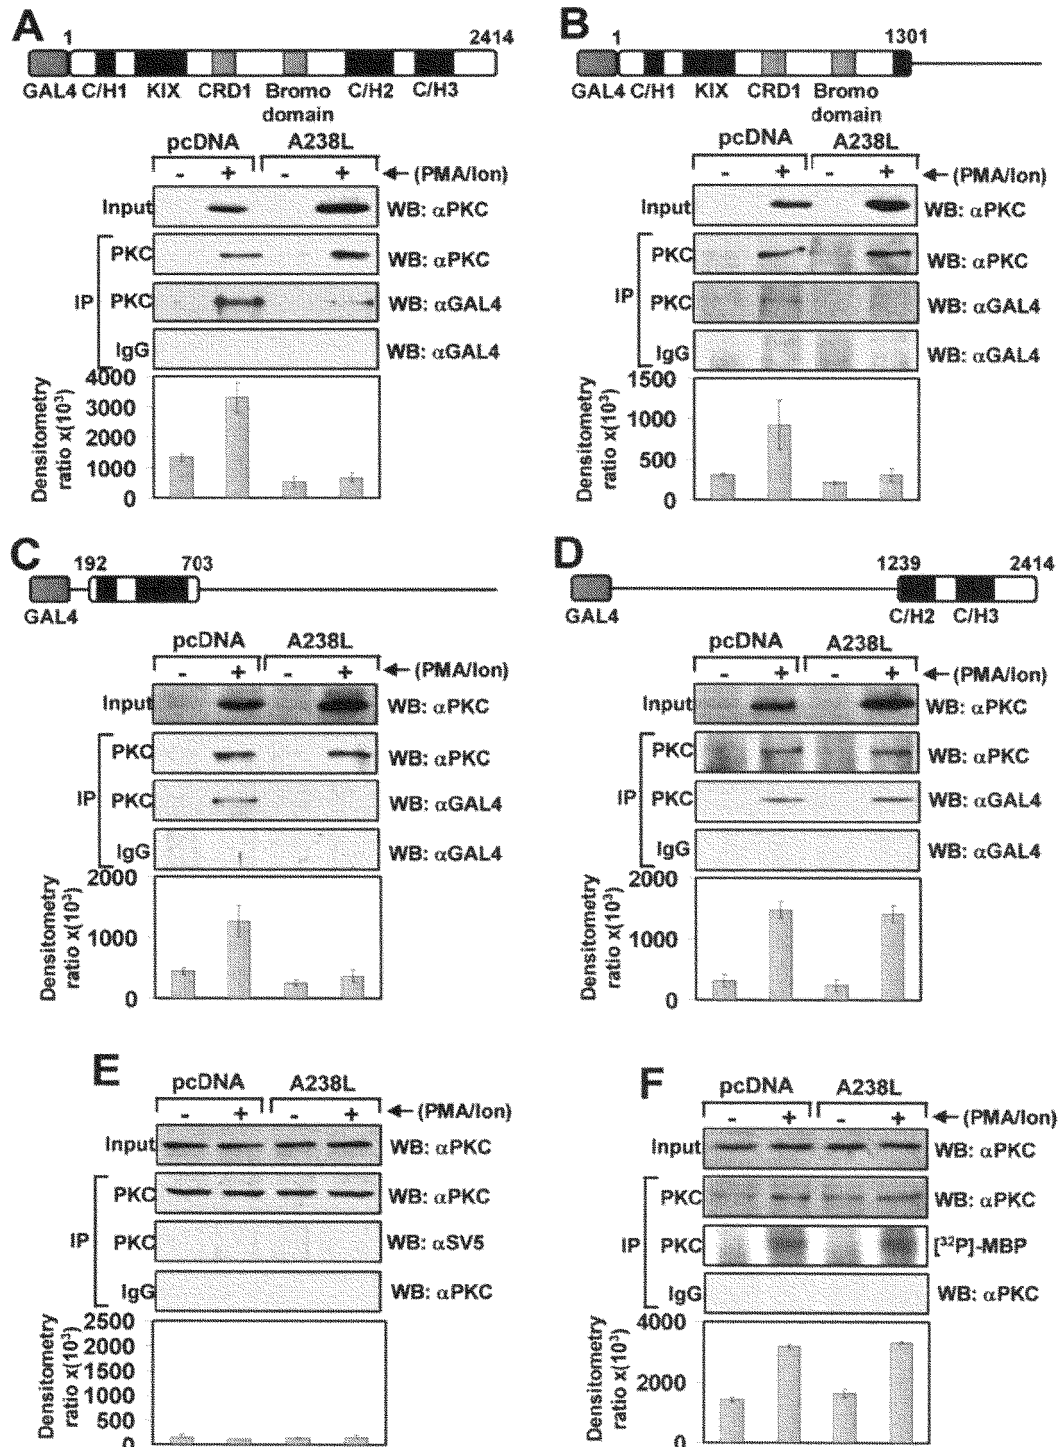 A
1 2414
GAL4 C/H1 KIX CRD1 Bromo domain C/H2 C/H3
pcDNA A238L
- + - + ← (PMA/Ion)
Input WB: αPKC
IP
PKC WB: αPKC
PKC WB: αGAL4
IgG WB: αGAL4
Densitometry ratio x(10³)
4000
3000
2000
1000
0
B
1 1301
GAL4 C/H1 KIX CRD1 Bromo domain
pcDNA A238L
- + - + ← (PMA/Ion)
Input WB: αPKC
IP
PKC WB: αPKC
PKC WB: αGAL4
IgG WB: αGAL4
Densitometry ratio x(10³)
1500
1000
500
0
C
192 703
GAL4
pcDNA A238L
- + - + ← (PMA/Ion)
Input WB: αPKC
IP
PKC WB: αPKC
PKC WB: αGAL4
IgG WB: αGAL4
Densitometry ratio x(10³)
2000
1000
0
D
1239 2414
GAL4 C/H2 C/H3
pcDNA A238L
- + - + ← (PMA/Ion)
Input WB: αPKC
IP
PKC WB: αPKC
PKC WB: αGAL4
IgG WB: αGAL4
Densitometry ratio x(10³)
2000
1000
0
E
pcDNA A238L
- + - + ← (PMA/Ion)
Input WB: αPKC
IP
PKC WB: αPKC
PKC WB: αSV5
IgG WB: αPKC
Densitometry ratio x(10³)
2500
2000
1500
1000
500
0
F
pcDNA A238L
- + - + ← (PMA/Ion)
Input WB: αPKC
IP
PKC WB: αPKC
PKC [³²P]-MBP
IgG WB: αPKC
Densitometry ratio x(10³)
4000
2000
0